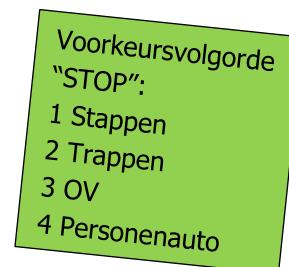 Voorkeursvolgorde
“STOP”:
1 Stappen
2 Trappen
3 OV
4 Personenauto